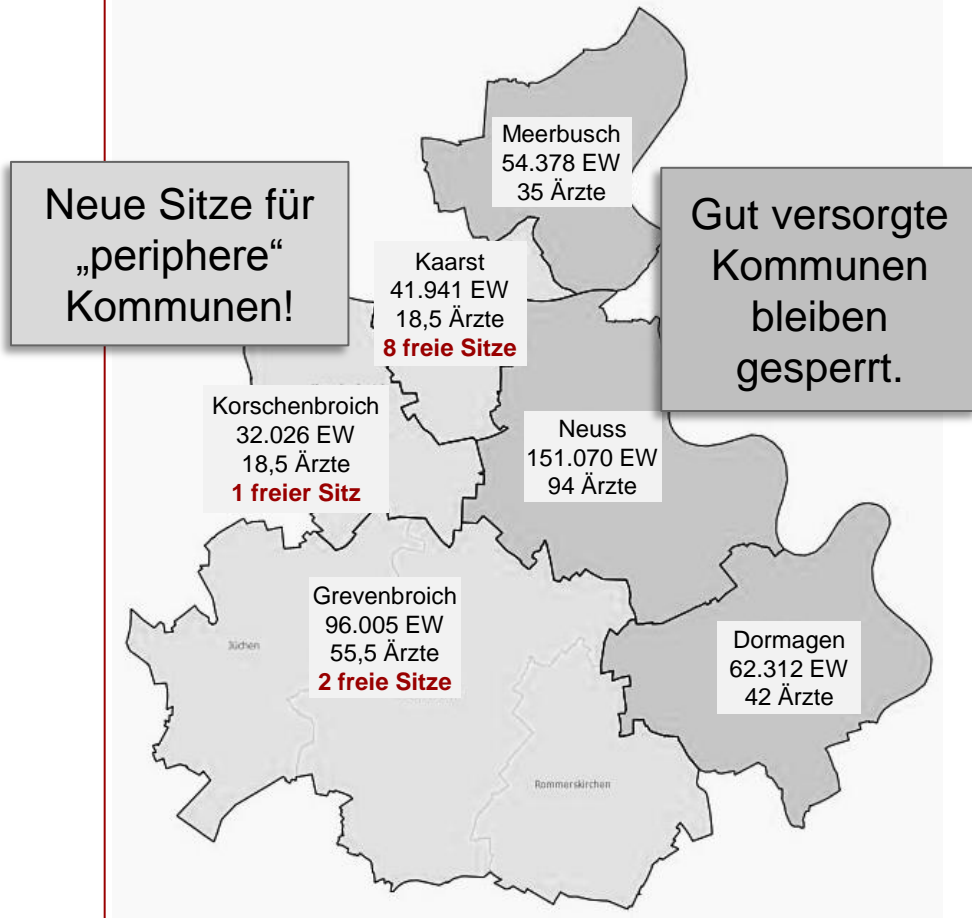 Meerbusch
54.378 EW
35 Ärzte
Neue Sitze für
„periphere“
Kommunen!
Gut versorgte
Kommunen
bleiben
gesperrt.
Kaarst
41.941 EW
18,5 Ärzte
8 freie Sitze
Korschenbroich
32.026 EW
18,5 Ärzte
1 freier Sitz
Neuss
151.070 EW
94 Ärzte
Grevenbroich
96.005 EW
55,5 Ärzte
2 freie Sitze
Jüchen
Dormagen
62.312 EW
42 Ärzte
Rommerskirchen